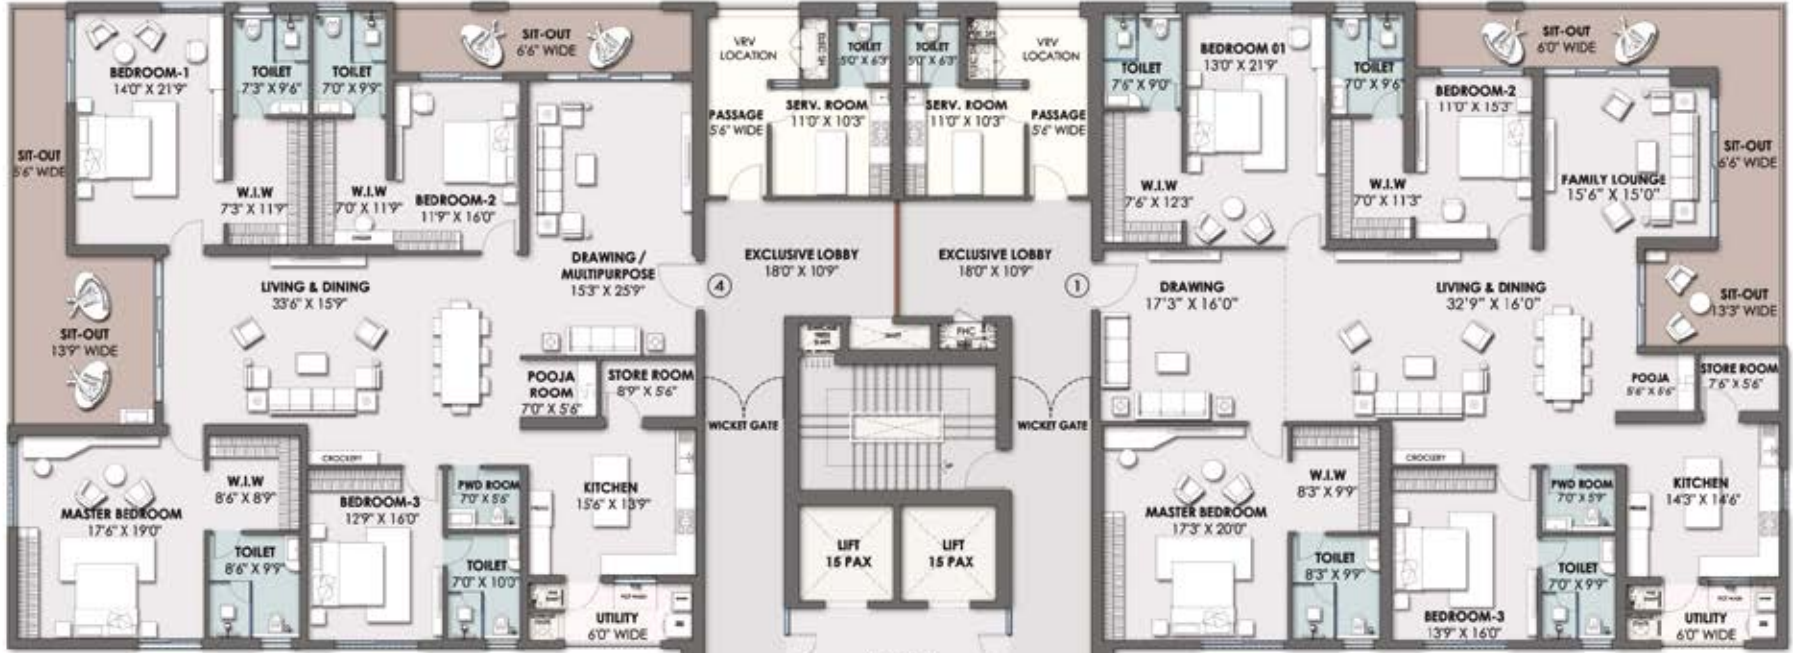 BEDROOM-1
14'0" X 21'9"
TOILET
7'3" X 9'6"
TOILET
7'0" X 9'9"
SIT-OUT
6'6" WIDE
SIT-OUT
5'6" WIDE
W.I.W
7'3" X 11'9"
W.I.W
7'0" X 11'9"
BEDROOM-2
11'9" X 16'0"
DRAWING /
MULTIPURPOSE
15'3" X 25'9"
LIVING & DINING
33'6" X 15'9"
SIT-OUT
13'9" WIDE
POOJA
ROOM
7'0" X 5'6"
STORE ROOM
8'9" X 5'6"
CROCKERY
W.I.W
8'6" X 8'9"
MASTER BEDROOM
17'6" X 19'0"
TOILET
8'6" X 9'9"
BEDROOM-3
12'9" X 16'0"
PWD ROOM
7'0" X 5'6"
TOILET
7'0" X 10'0"
KITCHEN
15'6" X 13'9"
UTILITY
6'0" WIDE
VRV
LOCATION
TOILET
5'0" X 6'3"
PASSAGE
5'6" WIDE
SERV. ROOM
11'0" X 10'3"
TOILET
5'0" X 6'3"
VRV
LOCATION
SERV. ROOM
11'0" X 10'3"
PASSAGE
5'6" WIDE
EXCLUSIVE LOBBY
18'0" X 10'9"
4
EXCLUSIVE LOBBY
18'0" X 10'9"
1
FHC
UP
WICKET GATE
WICKET GATE
LIFT
15 PAX
LIFT
15 PAX
TOILET
7'6" X 9'0"
BEDROOM 01
13'0" X 21'9"
TOILET
7'0" X 9'6"
SIT-OUT
6'0" WIDE
BEDROOM-2
11'0" X 15'3"
W.I.W
7'6" X 12'3"
W.I.W
7'0" X 11'3"
FAMILY LOUNGE
15'6" X 15'0"
SIT-OUT
6'6" WIDE
DRAWING
17'3" X 16'0"
LIVING & DINING
32'9" X 16'0"
SIT-OUT
13'3" WIDE
POOJA
5'6" X 5'6"
STORE ROOM
7'6" X 5'6"
CROCKERY
W.I.W
8'3" X 9'9"
MASTER BEDROOM
17'3" X 20'0"
TOILET
8'3" X 9'9"
BEDROOM-3
13'9" X 16'0"
PWD ROOM
7'0" X 5'9"
TOILET
7'0" X 9'9"
KITCHEN
14'3" X 14'6"
UTILITY
6'0" WIDE